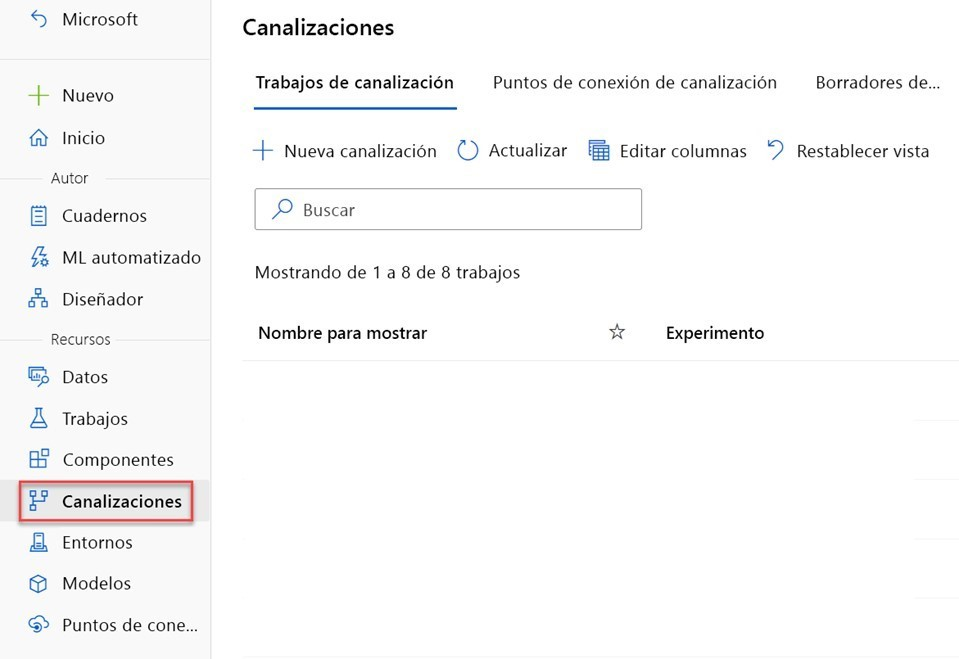 Microsoft
Nuevo
Inicio
Autor
Cuadernos
ML automatizado
Diseñador
Recursos
Datos
Trabajos
Componentes
Canalizaciones
Entornos
Modelos
Puntos de cone...
Canalizaciones
Trabajos de canalización Puntos de conexión de canalización Borradores de...
Nueva canalización Actualizar Editar columnas Restablecer vista
Buscar
Mostrando de 1 a 8 de 8 trabajos
Nombre para mostrar Experimento